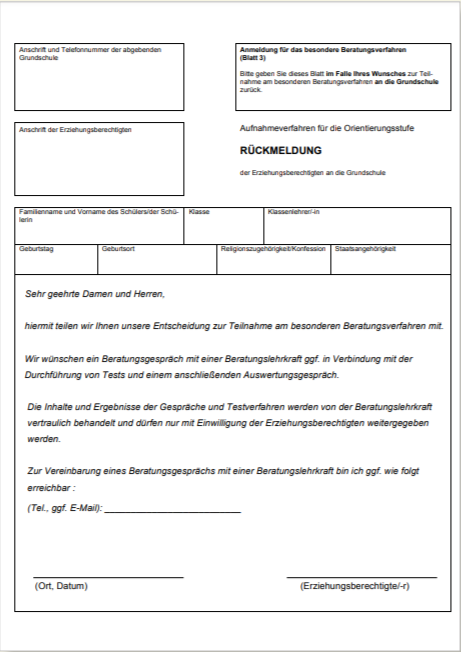 Anschrift und Telefonnummer der abgebenden
Grundschule
Anmeldung für das besondere Beratungsverfahren
(Blatt 3)
Bitte geben Sie dieses Blatt im Falle Ihres Wunsches zur Teil-
nahme am besonderen Beratungsverfahren an die Grundschule
zurück.
Anschrift der Erziehungsberechtigten
Aufnahmeverfahren für die Orientierungsstufe
RÜCKMELDUNG
der Erziehungsberechtigten an die Grundschule
Familienname und Vorname des Schülers/der Schü-
lerin
Klasse
Klassenlehrer/-in
Geburtstag
Geburtsort
Religionszugehörigkeit/Konfession
Staatsangehörigkeit
Sehr geehrte Damen und Herren,
hiermit teilen wir Ihnen unsere Entscheidung zur Teilnahme am besonderen Beratungsverfahren mit.
Wir wünschen ein Beratungsgespräch mit einer Beratungslehrkraft ggf. in Verbindung mit der
Durchführung von Tests und einem anschließenden Auswertungsgespräch.
Die Inhalte und Ergebnisse der Gespräche und Testverfahren werden von der Beratungslehrkraft
vertraulich behandelt und dürfen nur mit Einwilligung der Erziehungsberechtigten weitergegeben
werden.
Zur Vereinbarung eines Beratungsgesprächs mit einer Beratungslehrkraft bin ich ggf. wie folgt
erreichbar :
(Tel., ggf. E-Mail): ___________________________
(Ort, Datum)
(Erziehungsberechtigte/-r)